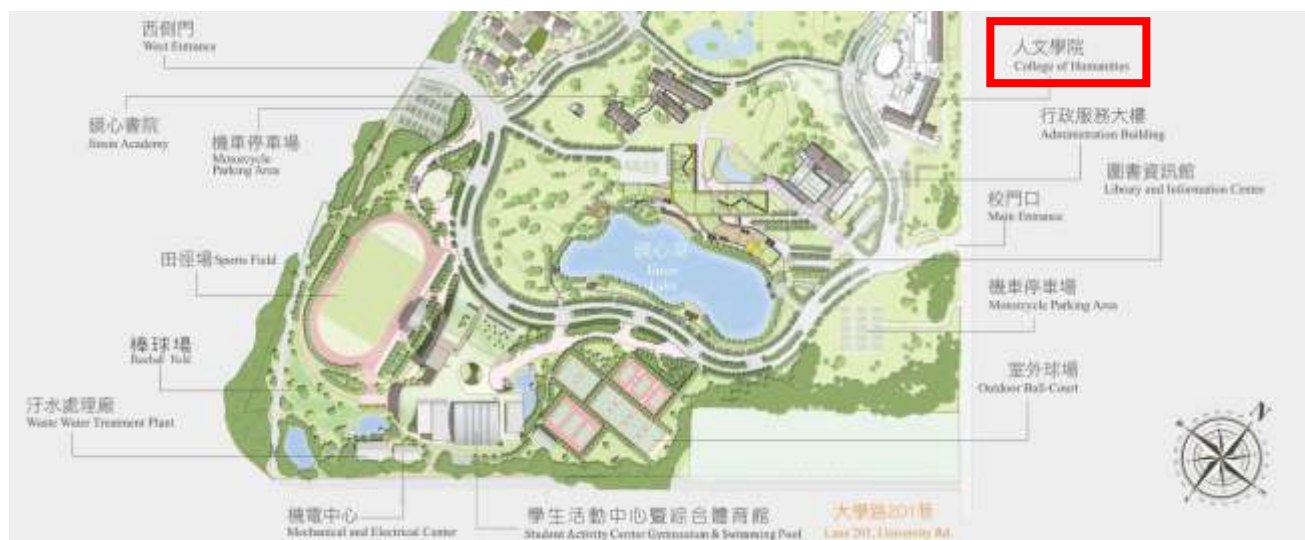 西側門
West Entrance
人文學院
College of Humanities
鏡心書院
Jinsin Academy
機車停車場
Motorcycle
Parking Area
行政服務大樓
Administration Building
圖書資訊館
Library and Information Center
校門口
Main Entrance
鏡心湖
Lake
田徑場 Sports Field
機車停車場
Motorcycle Parking Area
棒球場
Baseball Field
室外球場
Outdoor Ball-Court
汙水處理廠
Waste Water Treatment Plant
N
機電中心
Mechanical and Electrical Center
學生活動中心暨綜合體育館
Student Activity Center Gymnasium & Swimming Pool
大學路201巷
Lane 201, University Rd.